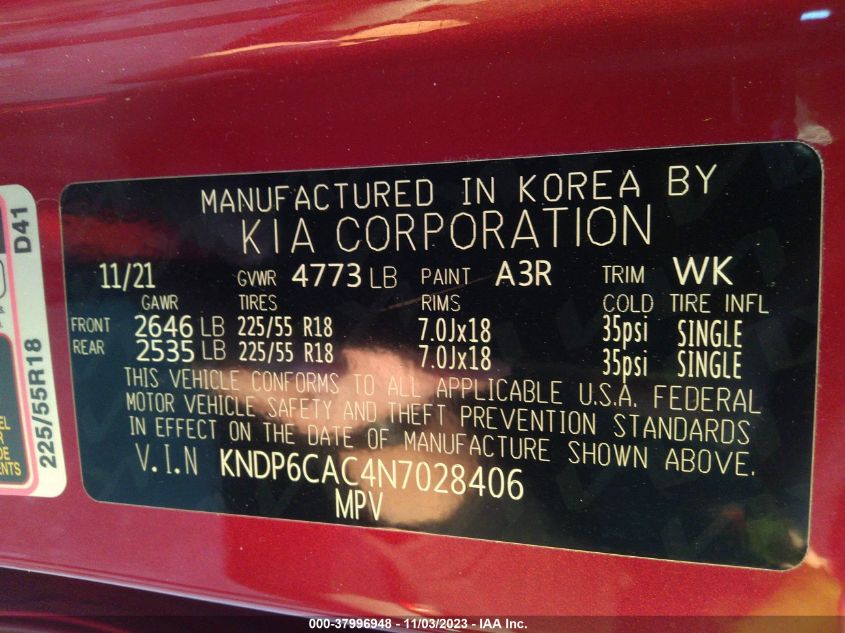 MANUFACTURED IN KOREA BY
KIA CORPORATION
11/21 GVWR 4773 LB PAINT A3R TRIM WK
GAWR TIRES RIMS COLD TIRE INFL
FRONT 2646 LB 225/55 R18 7.0Jx18 35psi SINGLE
REAR 2535 LB 225/55 R18 7.0Jx18 35psi SINGLE
THIS VEHICLE CONFORMS TO ALL APPLICABLE U.S.A. FEDERAL
MOTOR VEHICLE SAFETY AND THEFT PREVENTION STANDARDS
IN EFFECT ON THE DATE OF MANUFACTURE SHOWN ABOVE.
V.I.N KNDP6CAC4N7028406
MPV
225/55R18 D41
000-37996948 - 11/03/2023 - IAA Inc.